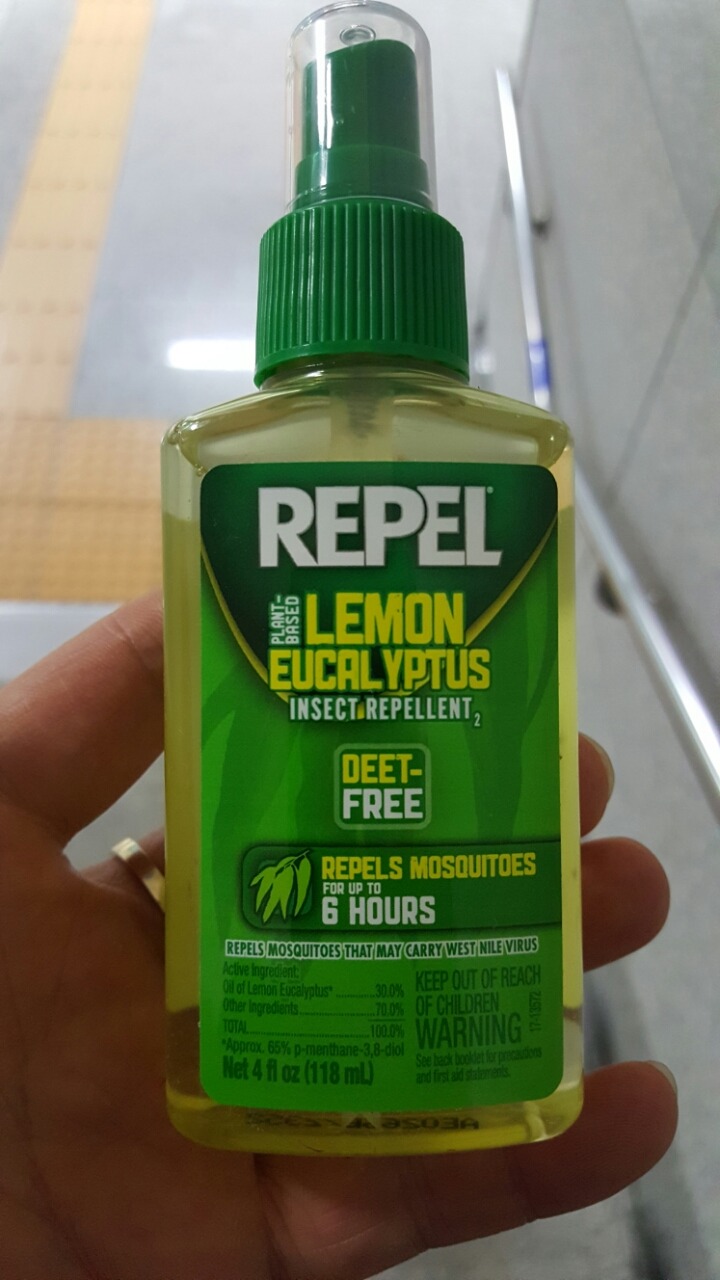 REPEL®
PLANT-BASED
LEMON
EUCALYPTUS
INSECT REPELLENT2
DEET-
FREE
REPELS MOSQUITOES
FOR UP TO
6 HOURS
REPELS MOSQUITOES THAT MAY CARRY WEST NILE VIRUS
Active Ingredient:
Oil of Lemon Eucalyptus* ........ 30.0%
Other Ingredients ........ 70.0%
TOTAL ........ 100.0%
*Approx. 65% p-menthane-3,8-diol
Net 4 fl oz (118 mL)
KEEP OUT OF REACH
OF CHILDREN
WARNING
See back booklet for precautions
and first aid statements.